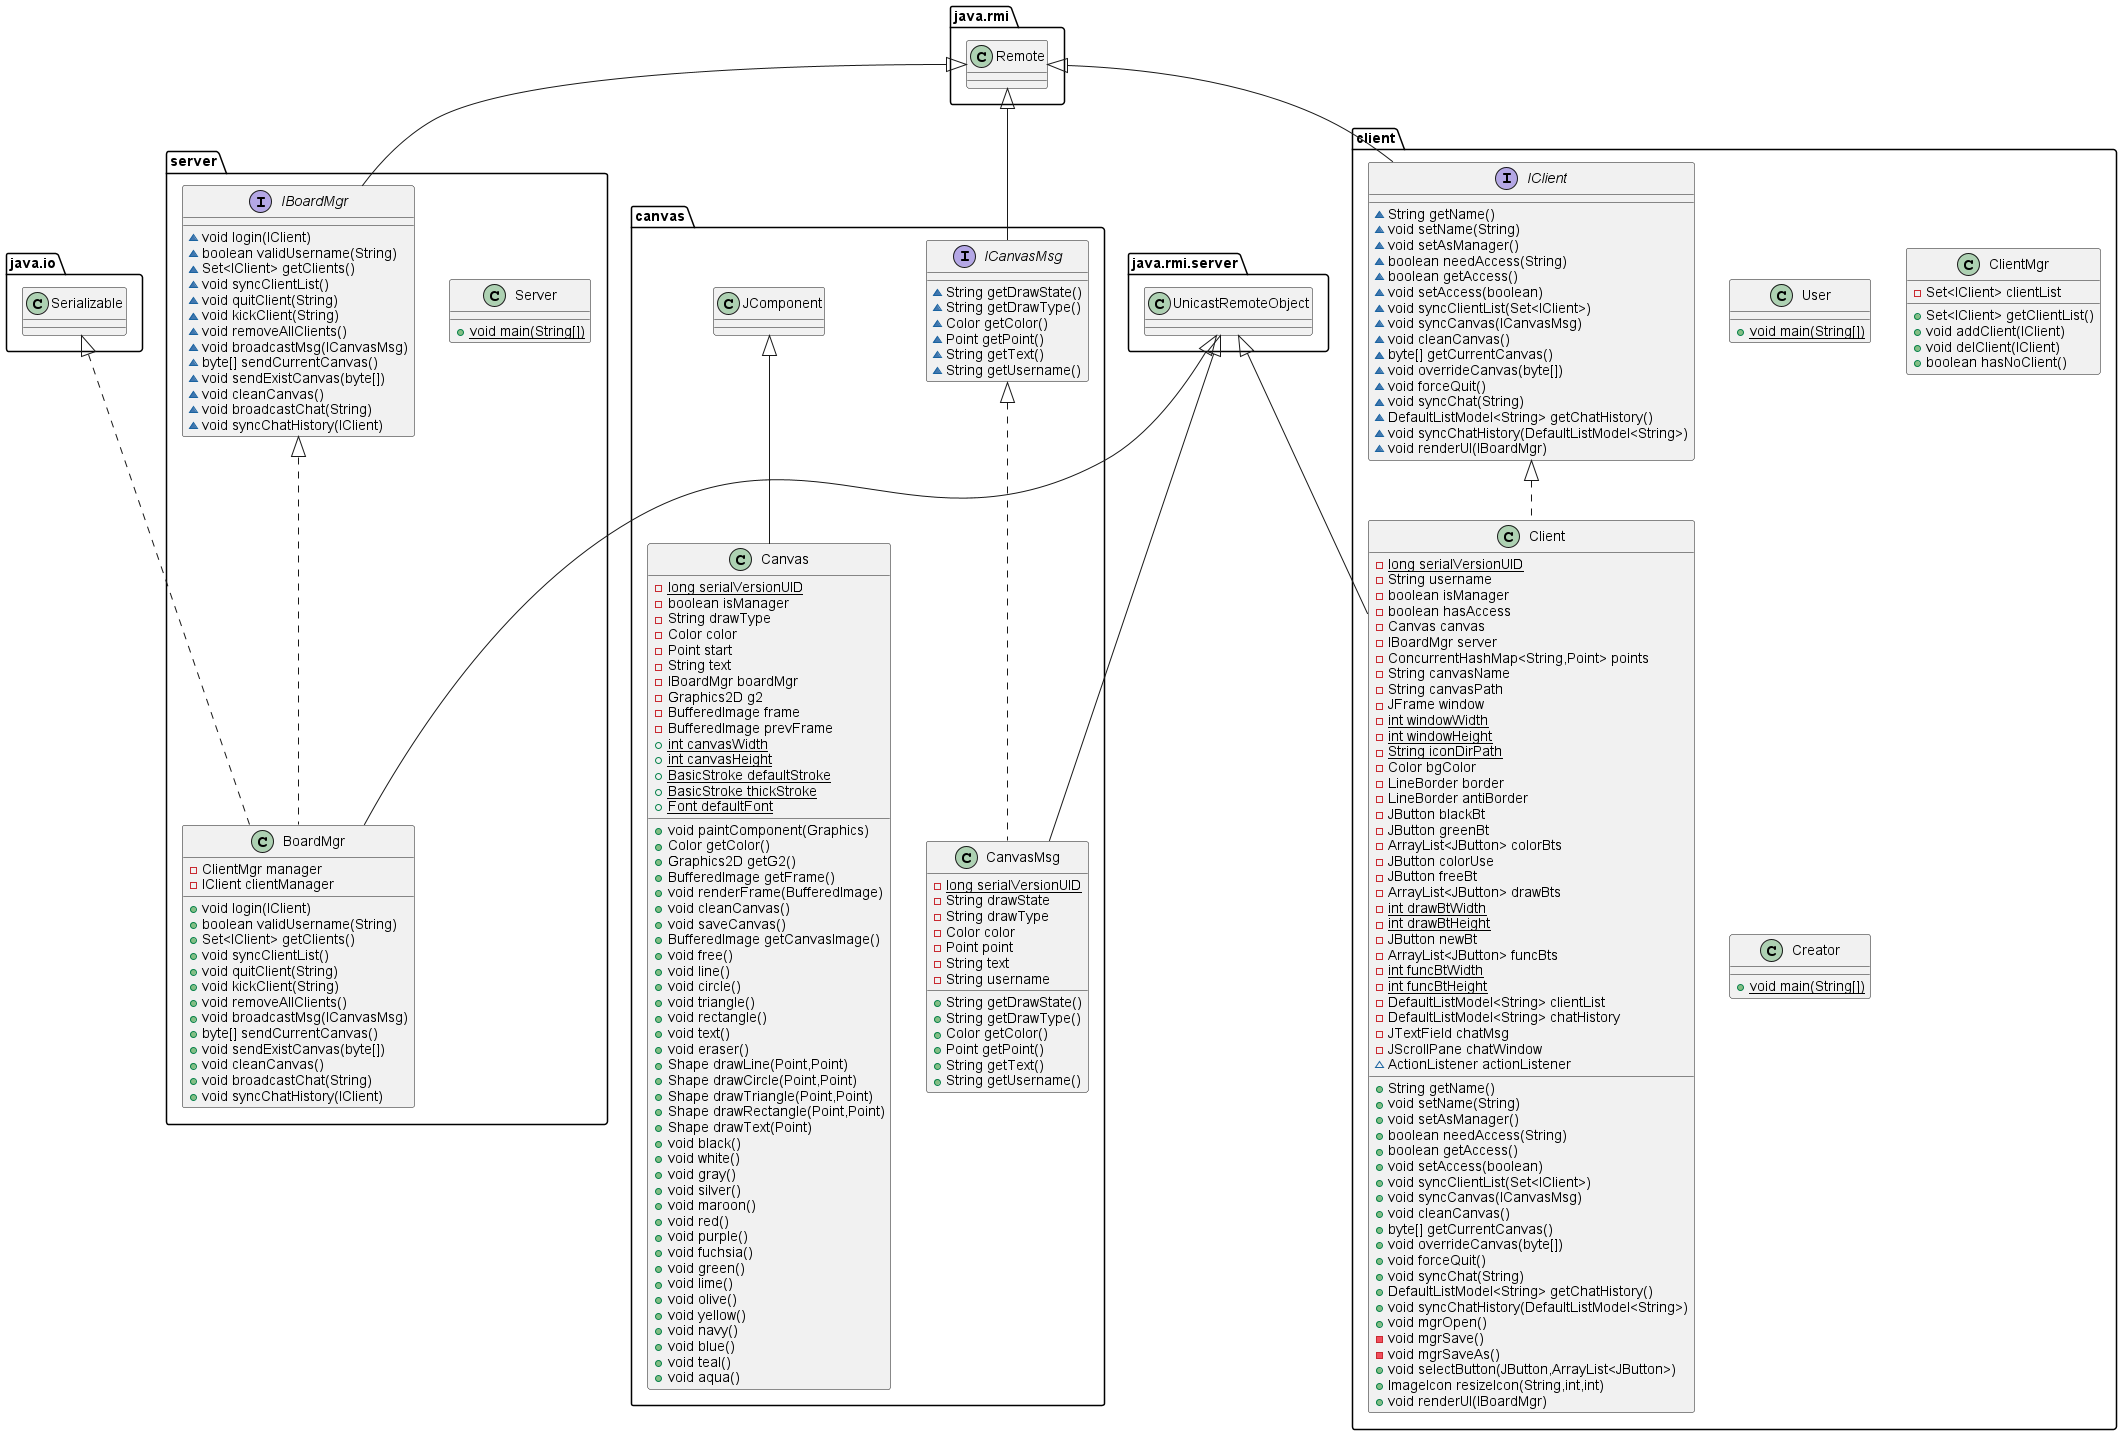 java.rmi
C Remote
server
I IBoardMgr
void login(IClient)
boolean validUsername(String)
Set<IClient> getClients()
void syncClientList()
void quitClient(String)
void kickClient(String)
void removeAllClients()
void broadcastMsg(ICanvasMsg)
byte[] sendCurrentCanvas()
void sendExistCanvas(byte[])
void cleanCanvas()
void broadcastChat(String)
void syncChatHistory(IClient)
C Server
void main(String[])
C BoardMgr
ClientMgr manager
IClient clientManager
void login(IClient)
boolean validUsername(String)
Set<IClient> getClients()
void syncClientList()
void quitClient(String)
void kickClient(String)
void removeAllClients()
void broadcastMsg(ICanvasMsg)
byte[] sendCurrentCanvas()
void sendExistCanvas(byte[])
void cleanCanvas()
void broadcastChat(String)
void syncChatHistory(IClient)
java.io
C Serializable
canvas
C JComponent
I ICanvasMsg
String getDrawState()
String getDrawType()
Color getColor()
Point getPoint()
String getText()
String getUsername()
C Canvas
long serialVersionUID
boolean isManager
String drawType
Color color
Point start
String text
IBoardMgr boardMgr
Graphics2D g2
BufferedImage frame
BufferedImage prevFrame
int canvasWidth
int canvasHeight
BasicStroke defaultStroke
BasicStroke thickStroke
Font defaultFont
void paintComponent(Graphics)
Color getColor()
Graphics2D getG2()
BufferedImage getFrame()
void renderFrame(BufferedImage)
void cleanCanvas()
void saveCanvas()
BufferedImage getCanvasImage()
void free()
void line()
void circle()
void triangle()
void rectangle()
void text()
void eraser()
Shape drawLine(Point,Point)
Shape drawCircle(Point,Point)
Shape drawTriangle(Point,Point)
Shape drawRectangle(Point,Point)
Shape drawText(Point)
void black()
void white()
void gray()
void silver()
void maroon()
void red()
void purple()
void fuchsia()
void green()
void lime()
void olive()
void yellow()
void navy()
void blue()
void teal()
void aqua()
C CanvasMsg
long serialVersionUID
String drawState
String drawType
Color color
Point point
String text
String username
String getDrawState()
String getDrawType()
Color getColor()
Point getPoint()
String getText()
String getUsername()
java.rmi.server
C UnicastRemoteObject
client
I IClient
String getName()
void setName(String)
void setAsManager()
boolean needAccess(String)
boolean getAccess()
void setAccess(boolean)
void syncClientList(Set<IClient>)
void syncCanvas(ICanvasMsg)
void cleanCanvas()
byte[] getCurrentCanvas()
void overrideCanvas(byte[])
void forceQuit()
void syncChat(String)
DefaultListModel<String> getChatHistory()
void syncChatHistory(DefaultListModel<String>)
void renderUI(IBoardMgr)
C User
void main(String[])
C ClientMgr
Set<IClient> clientList
Set<IClient> getClientList()
void addClient(IClient)
void delClient(IClient)
boolean hasNoClient()
C Client
long serialVersionUID
String username
boolean isManager
boolean hasAccess
Canvas canvas
IBoardMgr server
ConcurrentHashMap<String,Point> points
String canvasName
String canvasPath
JFrame window
int windowWidth
int windowHeight
String iconDirPath
Color bgColor
LineBorder border
LineBorder antiBorder
JButton blackBt
JButton greenBt
ArrayList<JButton> colorBts
JButton colorUse
JButton freeBt
ArrayList<JButton> drawBts
int drawBtWidth
int drawBtHeight
JButton newBt
ArrayList<JButton> funcBts
int funcBtWidth
int funcBtHeight
DefaultListModel<String> clientList
DefaultListModel<String> chatHistory
JTextField chatMsg
JScrollPane chatWindow
ActionListener actionListener
String getName()
void setName(String)
void setAsManager()
boolean needAccess(String)
boolean getAccess()
void setAccess(boolean)
void syncClientList(Set<IClient>)
void syncCanvas(ICanvasMsg)
void cleanCanvas()
byte[] getCurrentCanvas()
void overrideCanvas(byte[])
void forceQuit()
void syncChat(String)
DefaultListModel<String> getChatHistory()
void syncChatHistory(DefaultListModel<String>)
void mgrOpen()
void mgrSave()
void mgrSaveAs()
void selectButton(JButton,ArrayList<JButton>)
ImageIcon resizeIcon(String,int,int)
void renderUI(IBoardMgr)
C Creator
void main(String[])